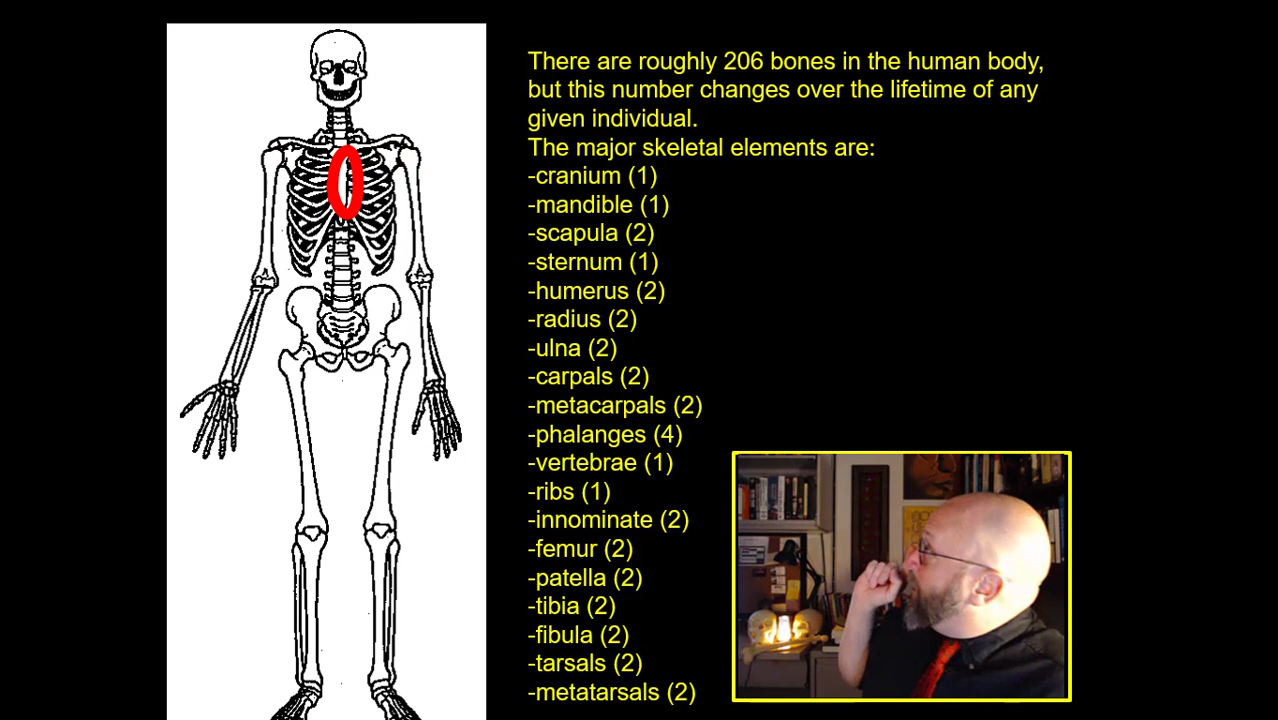 There are roughly 206 bones in the human body,
but this number changes over the lifetime of any
given individual.
The major skeletal elements are:
-cranium (1)
-mandible (1)
-scapula (2)
-sternum (1)
-humerus (2)
-radius (2)
-ulna (2)
-carpals (2)
-metacarpals (2)
-phalanges (4)
-vertebrae (1)
-ribs (1)
-innominate (2)
-femur (2)
-patella (2)
-tibia (2)
-fibula (2)
-tarsals (2)
-metatarsals (2)